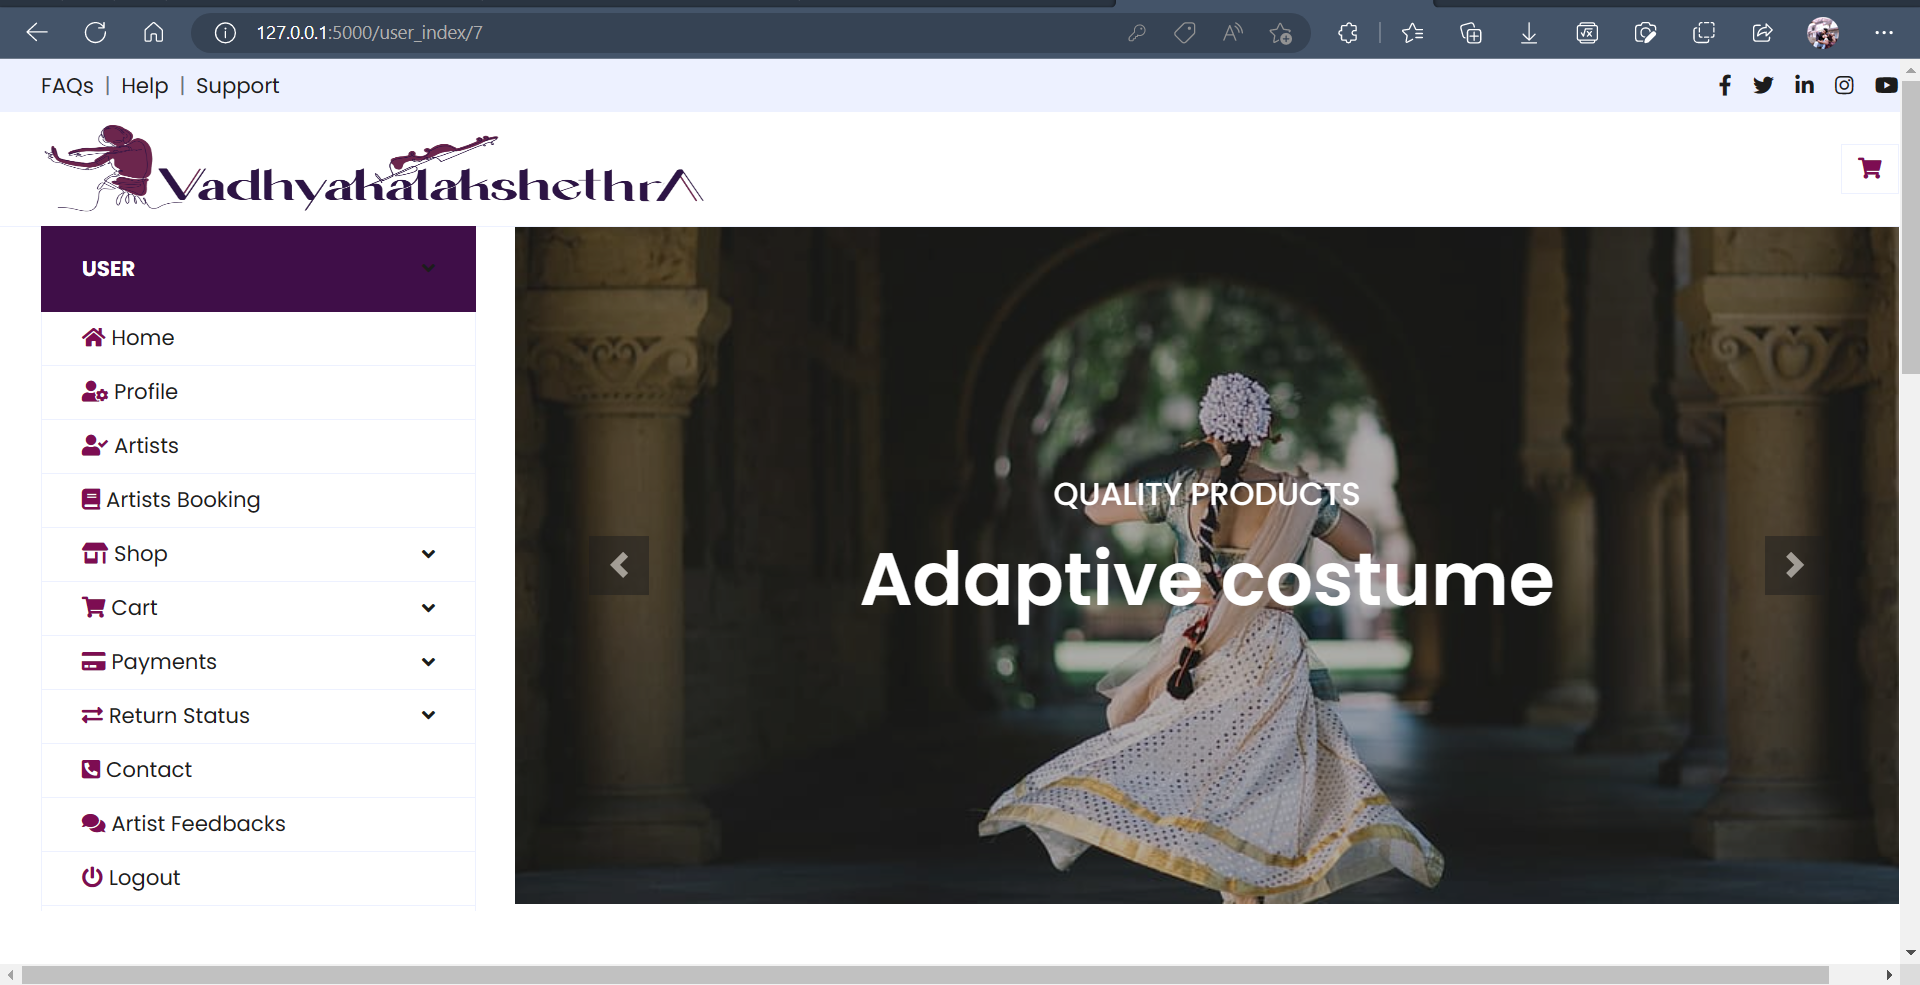 127.0.0.1:5000/user_index/7
FAQs | Help | Support
VadhyakalakshethrA
USER
Home
Profile
Artists
Artists Booking
Shop
Cart
Payments
Return Status
Contact
Artist Feedbacks
Logout
QUALITY PRODUCTS
Adaptive costume